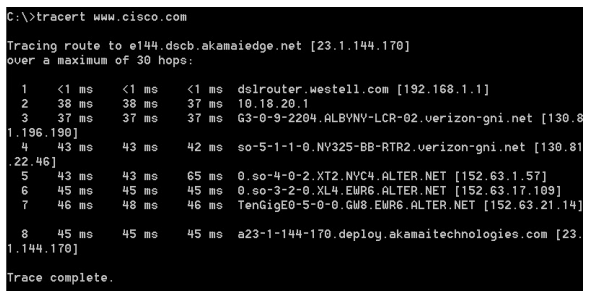 C:\>tracert www.cisco.com
Tracing route to e144.dscb.akamaiedge.net [23.1.144.170]
over a maximum of 30 hops:
1 <1 ms <1 ms <1 ms dslrouter.westell.com [192.168.1.1]
2 38 ms 38 ms 37 ms 10.18.20.1
3 37 ms 37 ms 37 ms G3-0-9-2204.ALBYNY-LCR-02.verizon-gni.net [130.8
1.196.190]
4 43 ms 43 ms 42 ms so-5-1-1-0.NY325-BB-RTR2.verizon-gni.net [130.81
.22.46]
5 43 ms 43 ms 65 ms 0.so-4-0-2.XT2.NYC4.ALTER.NET [152.63.1.57]
6 45 ms 45 ms 45 ms 0.so-3-2-0.XL4.EWR6.ALTER.NET [152.63.17.109]
7 46 ms 48 ms 46 ms TenGigE0-5-0-0.GW8.EWR6.ALTER.NET [152.63.21.14]
8 45 ms 45 ms 45 ms a23-1-144-170.deploy.akamaitechnologies.com [23.
1.144.170]
Trace complete.